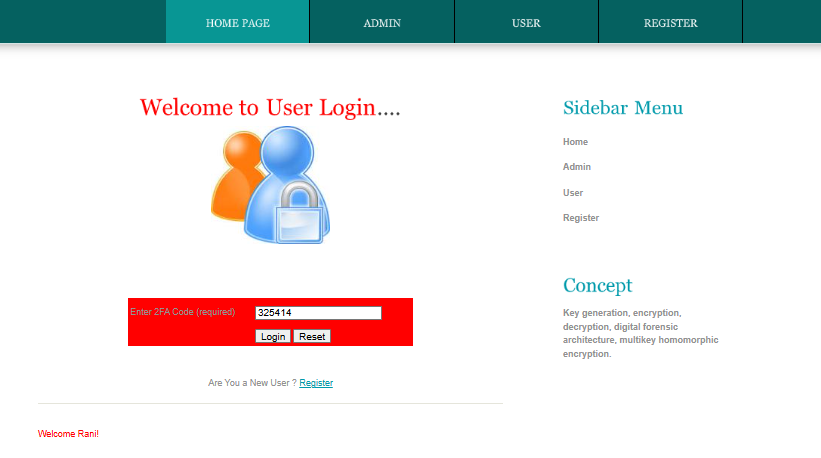 HOME PAGE ADMIN USER REGISTER
Welcome to User Login....
Enter 2FA Code (required) 325414
Login Reset
Are You a New User ? Register
Welcome Rani!
Sidebar Menu
Home
Admin
User
Register
Concept
Key generation, encryption,
decryption, digital forensic
architecture, multikey homomorphic
encryption.